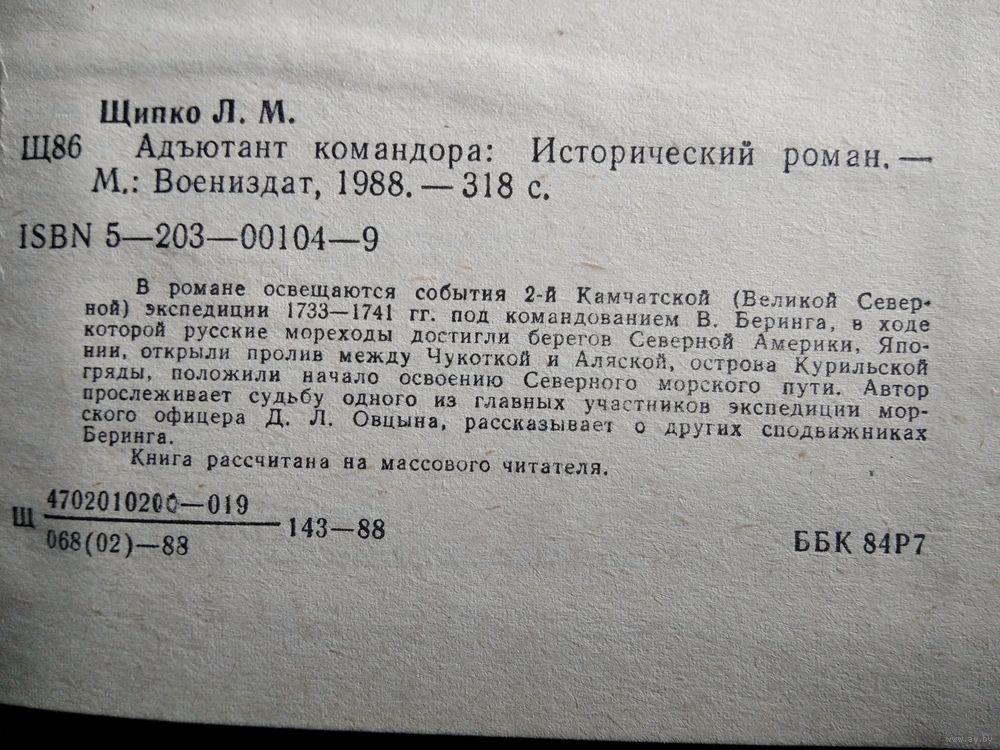 Щипко Л. М.
Щ86 Адъютант командора: Исторический роман. —
М.: Воениздат, 1988. — 318 с.
ISBN 5—203—00104—9
В романе освещаются события 2-й Камчатской (Великой Север-
ной) экспедиции 1733—1741 гг. под командованием В. Беринга, в ходе
которой русские мореходы достигли берегов Северной Америки, Япо-
нии, открыли пролив между Чукоткой и Аляской, острова Курильской
гряды, положили начало освоению Северного морского пути. Автор
прослеживает судьбу одного из главных участников экспедиции мор-
ского офицера Д. Л. Овцына, рассказывает о других сподвижниках
Беринга.
Книга рассчитана на массового читателя.
Щ 4702010200—019
068(02)—88
143—88
ББК 84Р7
www.ay.by